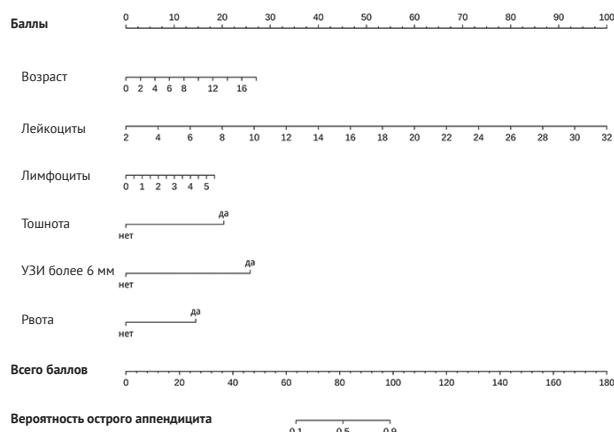 Баллы 0 10 20 30 40 50 60 70 80 90 100
Возраст
0 2 4 6 8 12 16
Лейкоциты
2 4 6 8 10 12 14 16 18 20 22 24 26 28 30 32
Лимфоциты
0 1 2 3 4 5
да
Тошнота
нет
да
УЗИ более 6 мм
нет
да
Рвота
нет
Всего баллов
0 20 40 60 80 100 120 140 160 180
Вероятность острого аппендицита
0.1 0.5 0.9